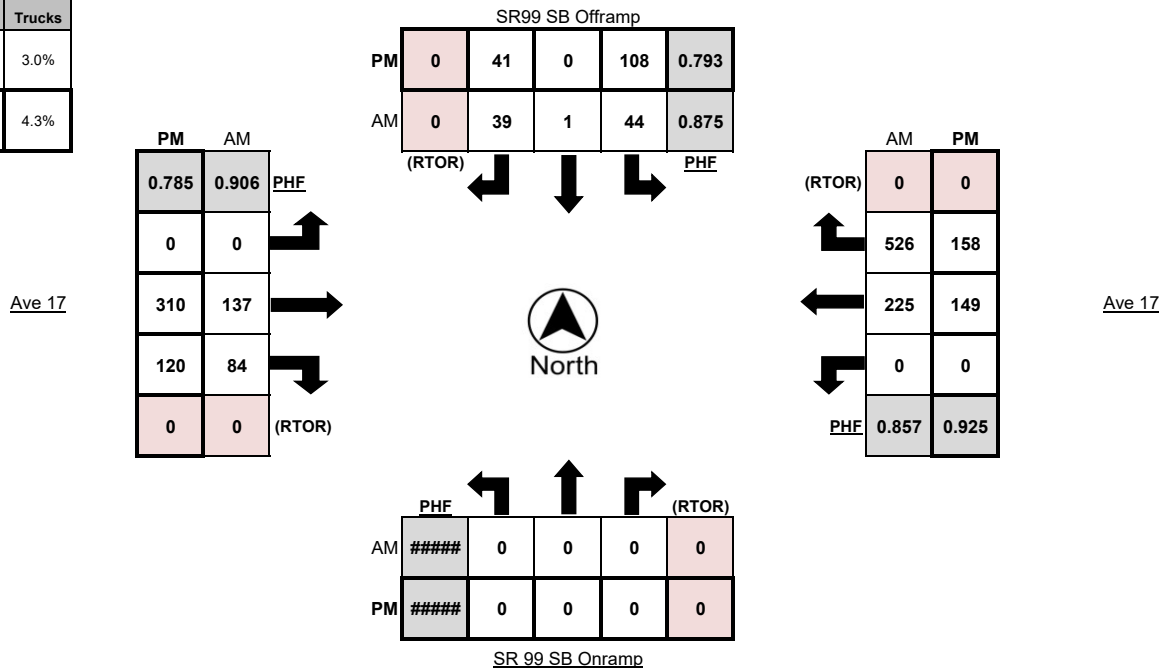 Trucks
3.0%
4.3%
SR99 SB Offramp
PM 0 41 0 108 0.793
AM 0 39 1 44 0.875
(RTOR) PHF
PM AM
0.785 0.906 PHF
0 0
310 137
120 84
0 0 (RTOR)
Ave 17
North
AM PM
(RTOR) 0 0
526 158
225 149
0 0
PHF 0.857 0.925
Ave 17
PHF (RTOR)
AM ##### 0 0 0 0
PM ##### 0 0 0 0
SR 99 SB Onramp